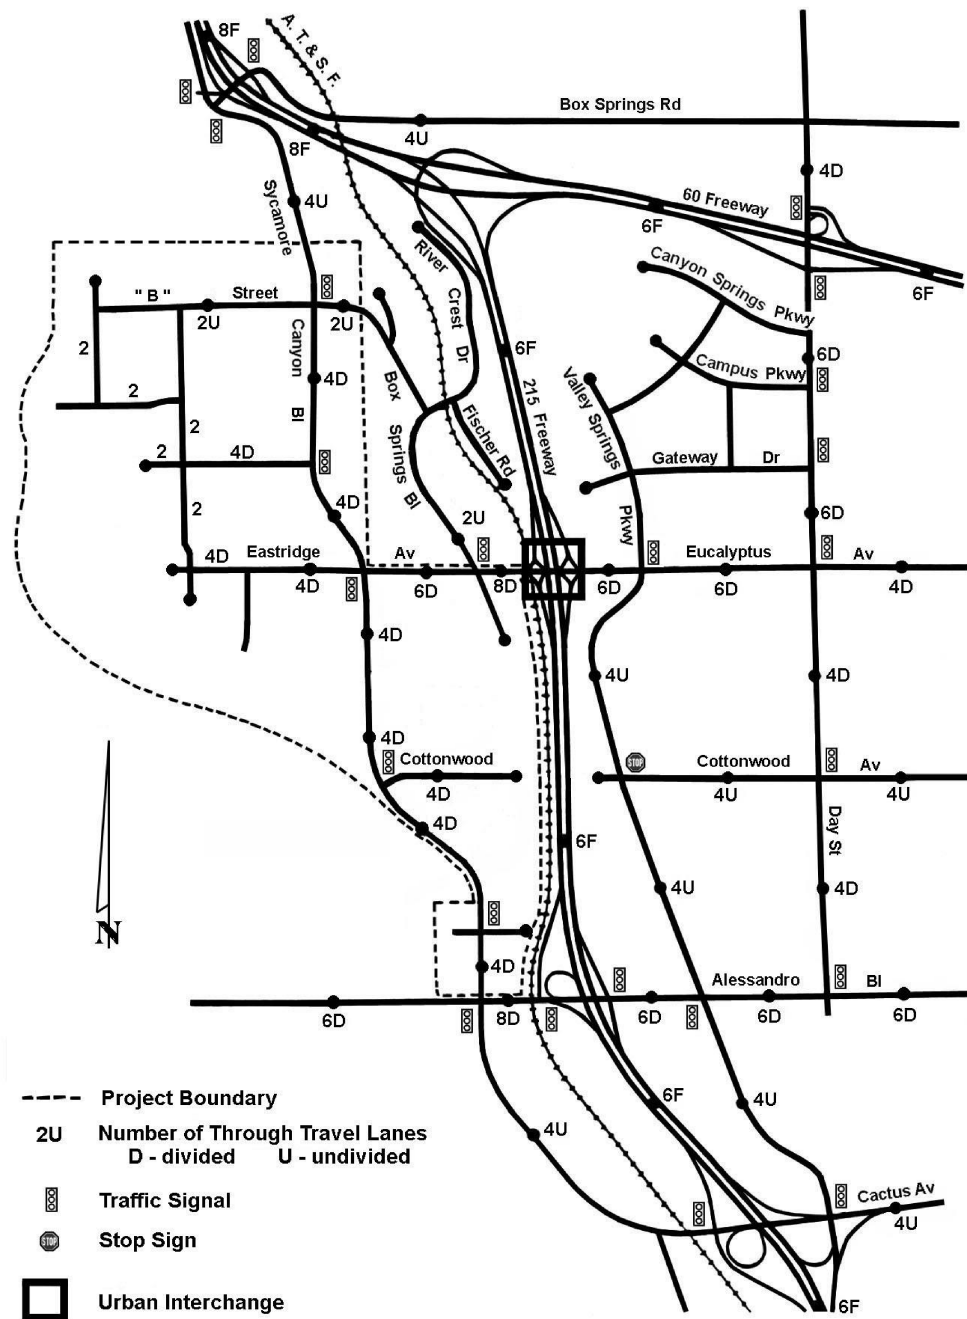 8F
A. T. & S. F.
Box Springs Rd
4U
8F
4D
Sycamore
4U
60 Freeway
6F
River
Canyon Springs Pkwy
6F
" B "
Street
2U
2U
Crest Dr
2
Canyon
4D
Bl
Box
6F
6D
Campus Pkwy
215 Freeway
Valley Springs
2
2
Springs Bl
Fischer Rd
2
4D
Gateway
Dr
2
4D
Pkwy
6D
2U
4D
Eastridge
Av
Eucalyptus
Av
4D
6D
8D
6D
6D
4D
4D
4U
4D
4D
Cottonwood
4D
STOP
Cottonwood
Av
4U
4U
4D
Day St
6F
4U
4D
N
4D
Alessandro
Bl
6D
8D
6D
6D
6D
6F
4U
4U
Cactus Av
4U
6F
Project Boundary
2U
Number of Through Travel Lanes
D - divided
U - undivided
Traffic Signal
STOP
Stop Sign
Urban Interchange